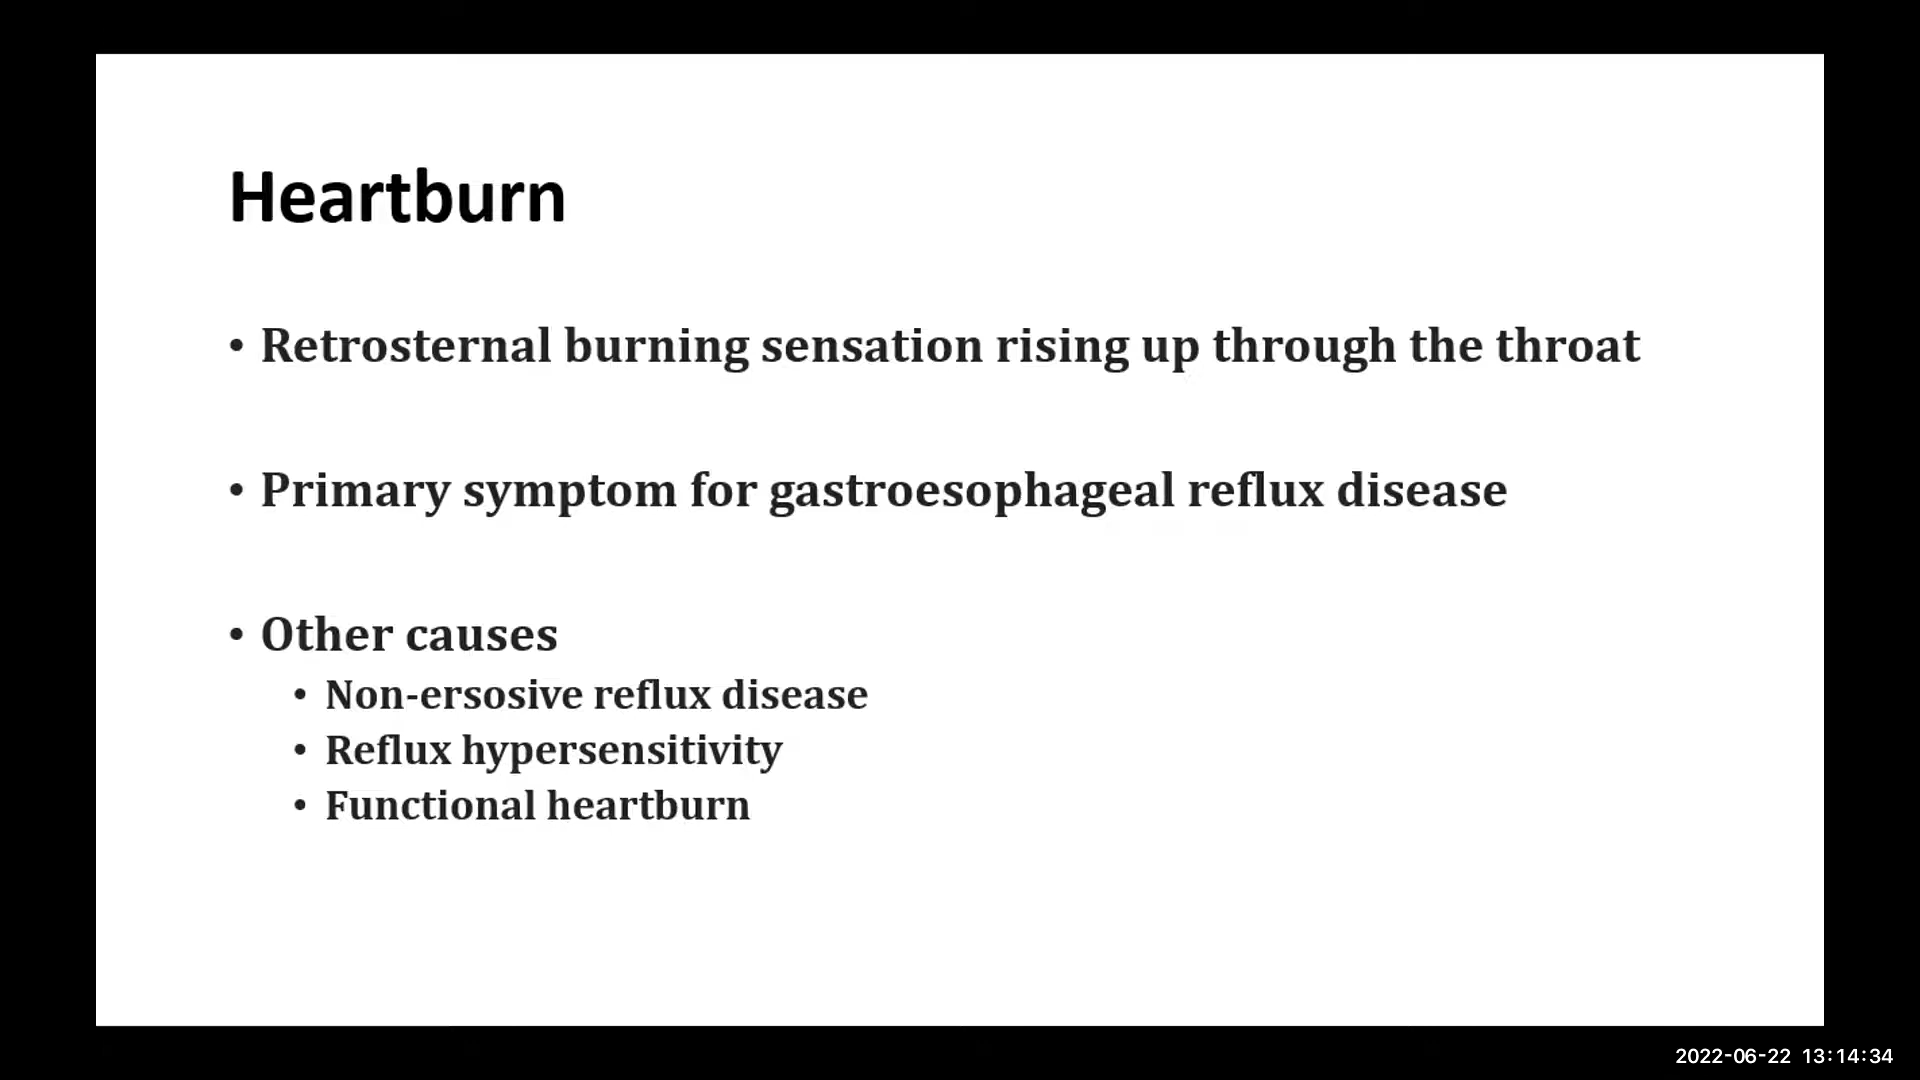 Heartburn
• Retrosternal burning sensation rising up through the throat
• Primary symptom for gastroesophageal reflux disease
• Other causes
• Non-ersosive reflux disease
• Reflux hypersensitivity
• Functional heartburn
2022-06-22 13:14:34